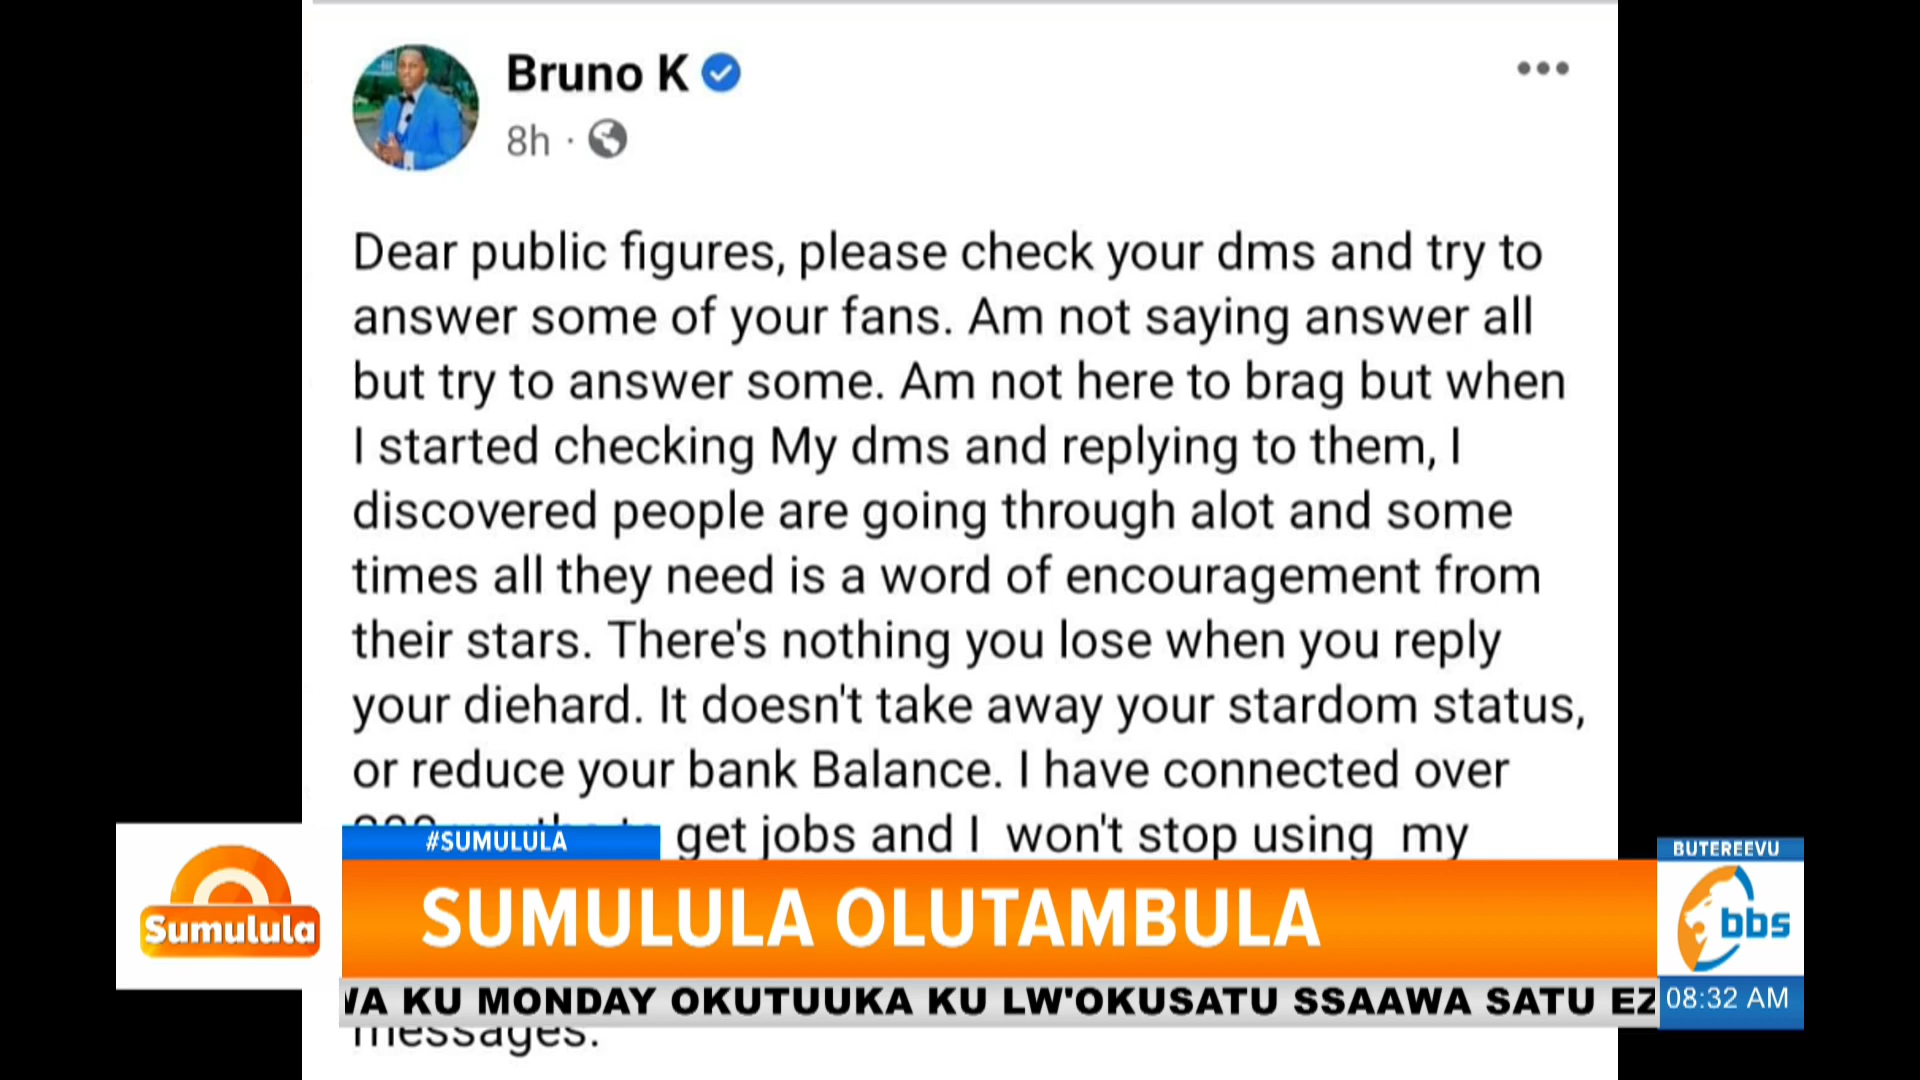 Bruno K
8h ·
Dear public figures, please check your dms and try to
answer some of your fans. Am not saying answer all
but try to answer some. Am not here to brag but when
I started checking My dms and replying to them, I
discovered people are going through alot and some
times all they need is a word of encouragement from
their stars. There's nothing you lose when you reply
your diehard. It doesn't take away your stardom status,
or reduce your bank Balance. I have connected over
get jobs and I won't stop using my
#SUMULULA
Sumulula
SUMULULA OLUTAMBULA
BUTEREEVU
bbs
KU MONDAY OKUTUUKA KU LW'OKUSATU SSAAWA SATU EZ
08:32 AM
messages.